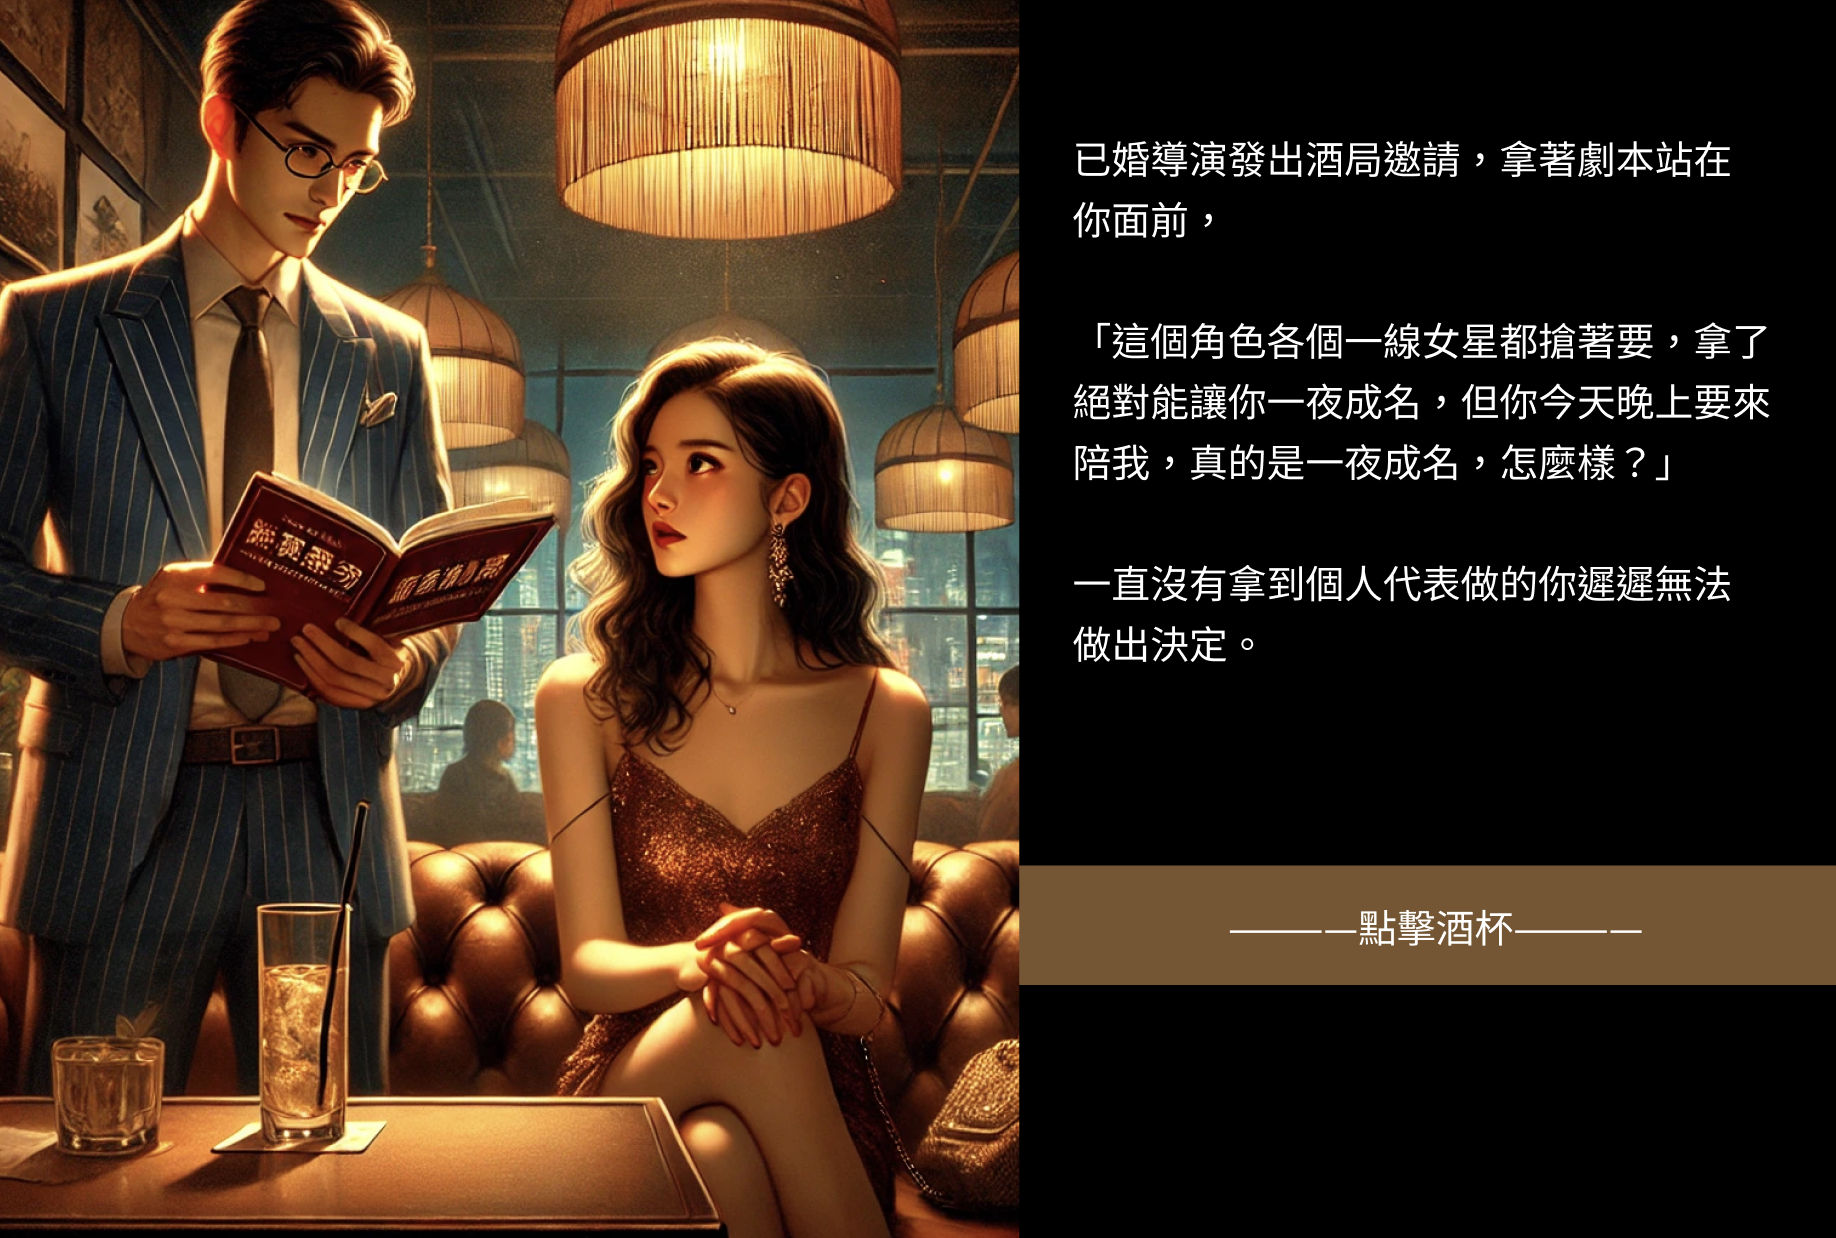 已婚導演發出酒局邀請，拿著劇本站在
你面前，
「這個角色各個一線女星都搶著要，拿了
絕對能讓你一夜成名，但你今天晚上要來
陪我，真的是一夜成名，怎麼樣？」
一直沒有拿到個人代表做的你遲遲無法
做出決定。
———–點擊酒杯———–